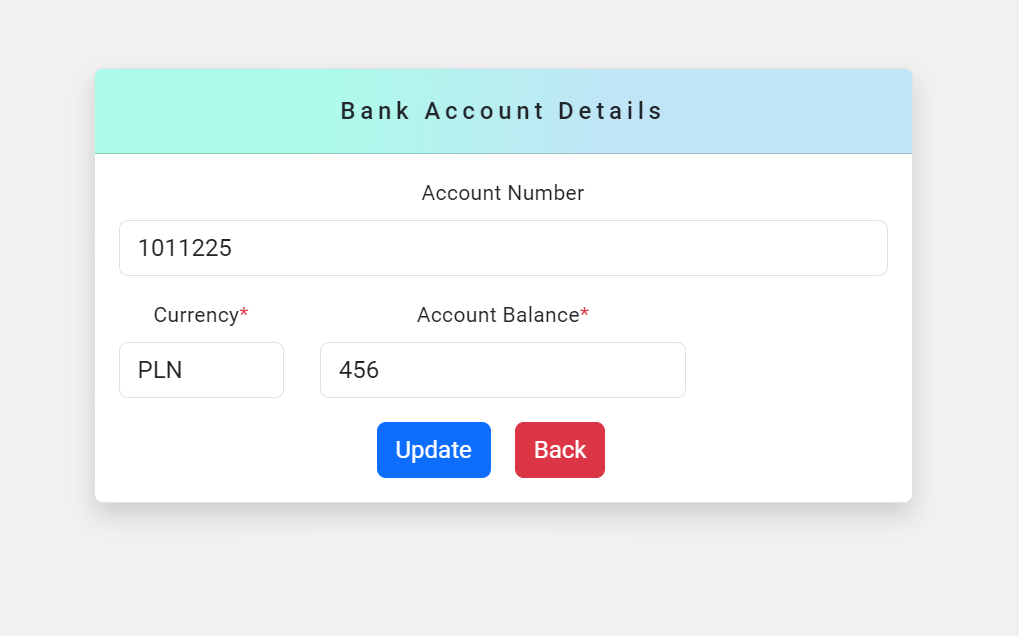 Bank Account Details
Account Number
1011225
Currency* Account Balance*
PLN 456
Update Back